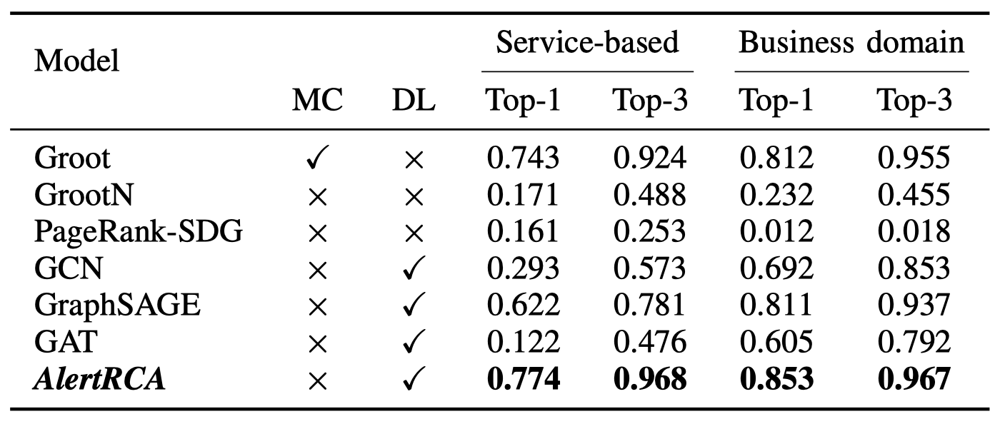 Model Service-based Business domain
MC DL Top-1 Top-3 Top-1 Top-3
Groot ✓ × 0.743 0.924 0.812 0.955
GrootN × × 0.171 0.488 0.232 0.455
PageRank-SDG × × 0.161 0.253 0.012 0.018
GCN × ✓ 0.293 0.573 0.692 0.853
GraphSAGE × ✓ 0.622 0.781 0.811 0.937
GAT × ✓ 0.122 0.476 0.605 0.792
AlertRCA × ✓ 0.774 0.968 0.853 0.967